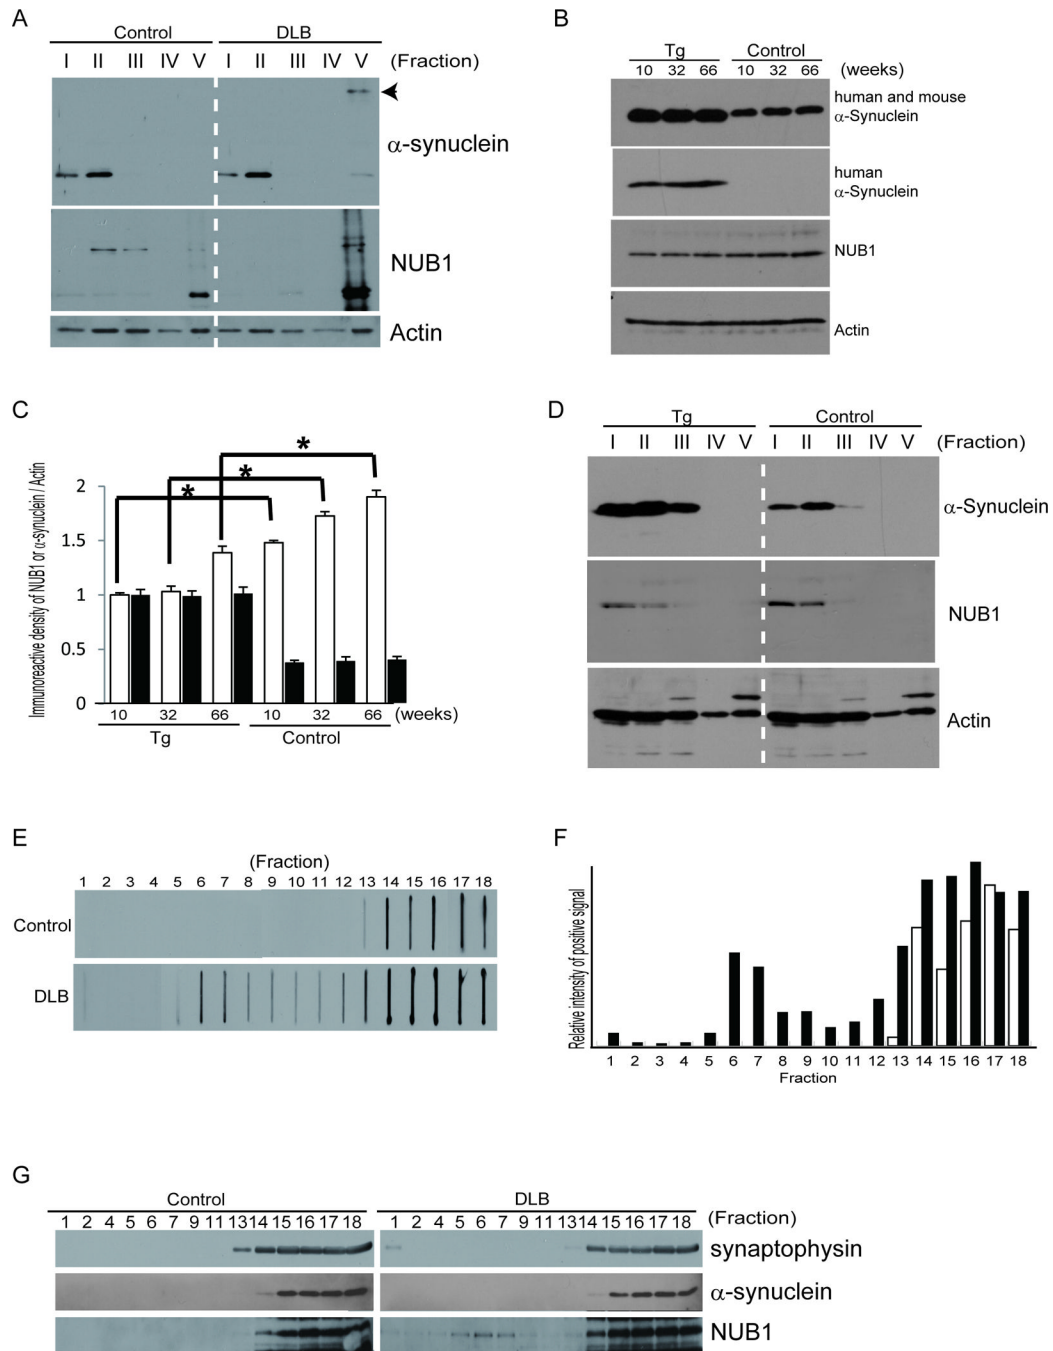 A
Control DLB
I II III IV V I II III IV V (Fraction)
α-synuclein
NUB1
Actin
B
Tg Control
10 32 66 10 32 66 (weeks)
human and mouse
α-Synuclein
human
α-Synuclein
NUB1
Actin
C
Immunoreactive density of NUB1 or α-synuclein / Actin
2
1.5
1
0.5
0
* * *
10 32 66 10 32 66 (weeks)
Tg Control
D
Tg Control
I II III IV V I II III IV V (Fraction)
α-Synuclein
NUB1
Actin
E
(Fraction)
1 2 3 4 5 6 7 8 9 10 11 12 13 14 15 16 17 18
Control
DLB
F
Relative intensity of positive signal
1 2 3 4 5 6 7 8 9 10 11 12 13 14 15 16 17 18
Fraction
G
Control DLB
1 2 4 5 6 7 9 11 13 14 15 16 17 18 1 2 4 5 6 7 9 11 13 14 15 16 17 18 (Fraction)
synaptophysin
α-synuclein
NUB1